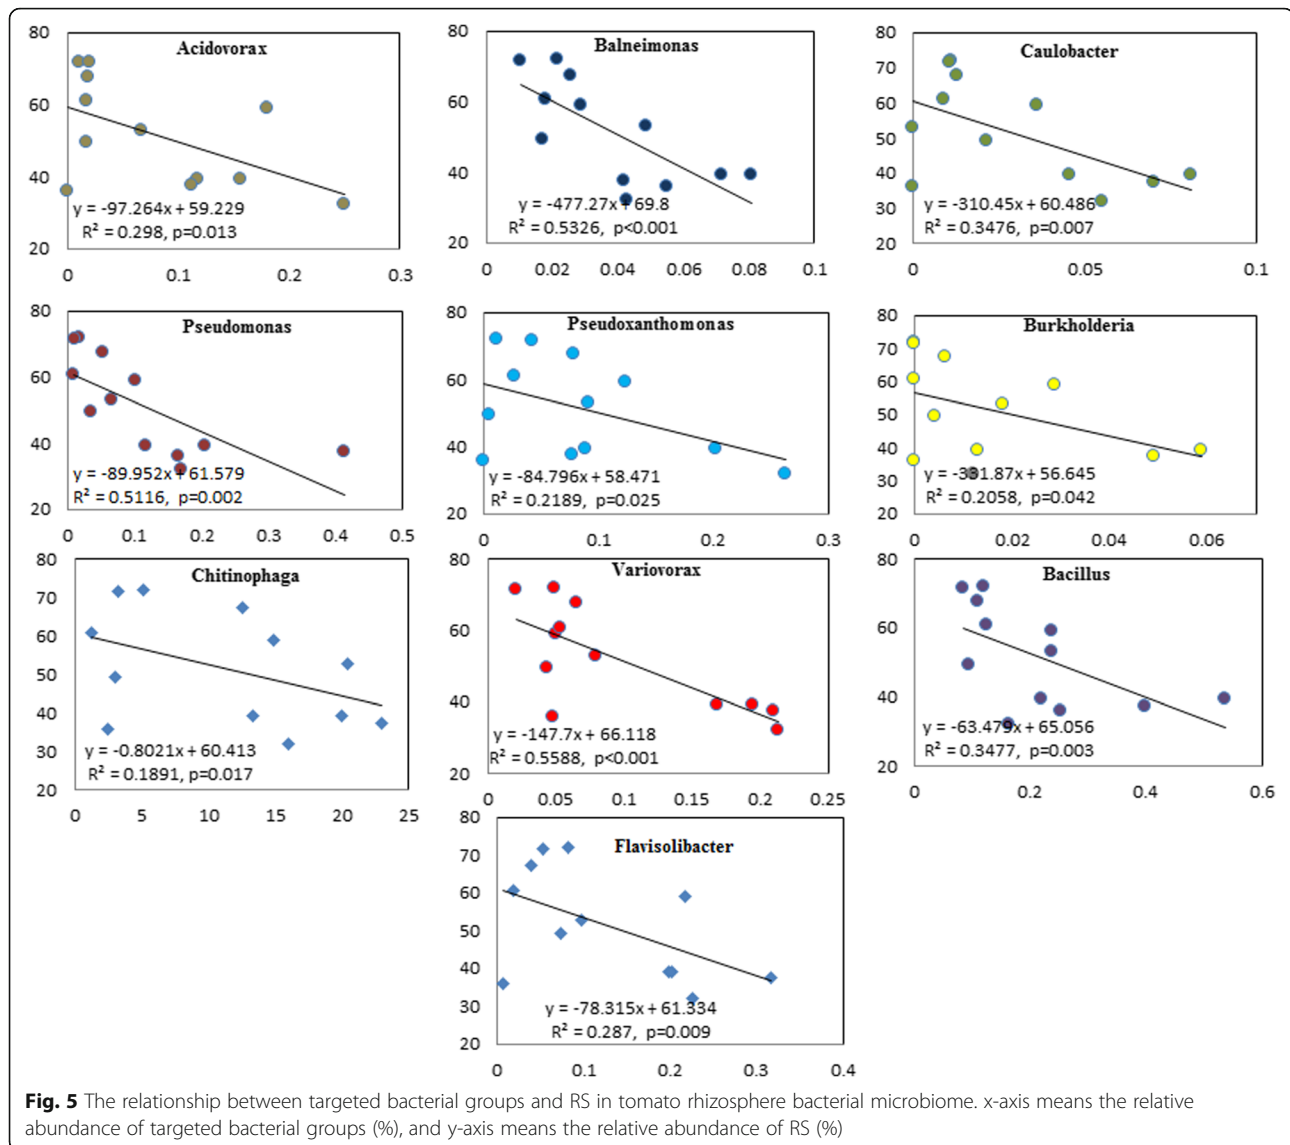 Acidovorax
80
60
40
20
y = -97.264x + 59.229
R² = 0.298, p=0.013
0 0.1 0.2 0.3
Balneimonas
80
60
40
20
y = -477.27x + 69.8
R² = 0.5326, p<0.001
0 0.02 0.04 0.06 0.08 0.1
Caulobacter
80
70
60
50
40
30
20
y = -310.45x + 60.486
R² = 0.3476, p=0.007
0 0.05 0.1
Pseudomonas
80
60
40
20
y = -89.952x + 61.579
R² = 0.5116, p=0.002
0 0.1 0.2 0.3 0.4 0.5
Pseudoxanthomonas
80
60
40
20
y = -84.796x + 58.471
R² = 0.2189, p=0.025
0 0.1 0.2 0.3
Burkholderia
80
70
60
50
40
30
20
y = -331.87x + 56.645
R² = 0.2058, p=0.042
0 0.02 0.04 0.06
Chitinophaga
80
70
60
50
40
30
20
y = -0.8021x + 60.413
R² = 0.1891, p=0.017
0 5 10 15 20 25
Variovorax
80
60
40
20
y = -147.7x + 66.118
R² = 0.5588, p<0.001
0 0.05 0.1 0.15 0.2 0.25
Bacillus
80
60
40
20
y = -63.479x + 65.056
R² = 0.3477, p=0.003
0 0.2 0.4 0.6
Flavisolibacter
80
70
60
50
40
30
20
y = -78.315x + 61.334
R² = 0.287, p=0.009
0 0.1 0.2 0.3 0.4
Fig. 5 The relationship between targeted bacterial groups and RS in tomato rhizosphere bacterial microbiome. x-axis means the relative
abundance of targeted bacterial groups (%), and y-axis means the relative abundance of RS (%)